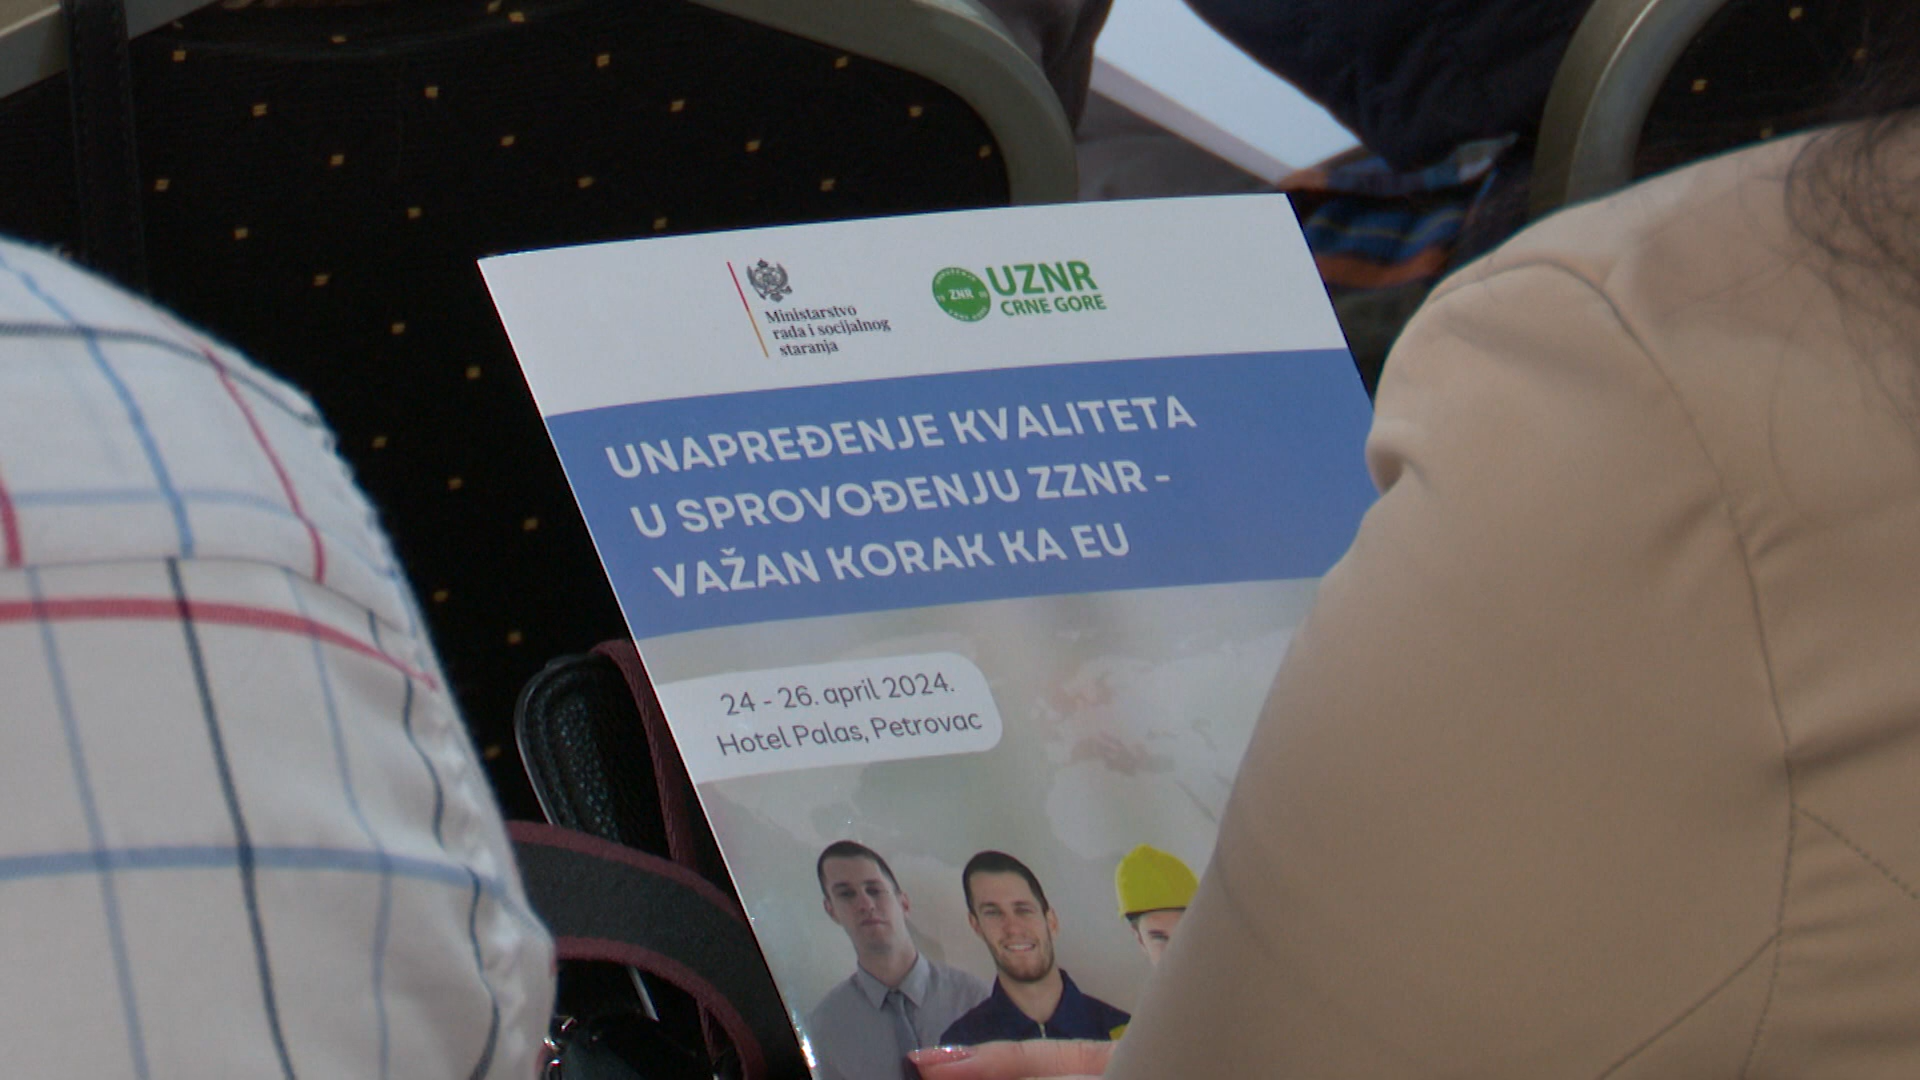 Ministarstvo
rada i socijalnog
staranja
ZNR
UZNR
CRNE GORE
UNAPREĐENJE KVALITETA
U SPROVOĐENJU ZZNR -
VAŽAN KORAK KA EU
24 - 26. april 2024.
Hotel Palas, Petrovac